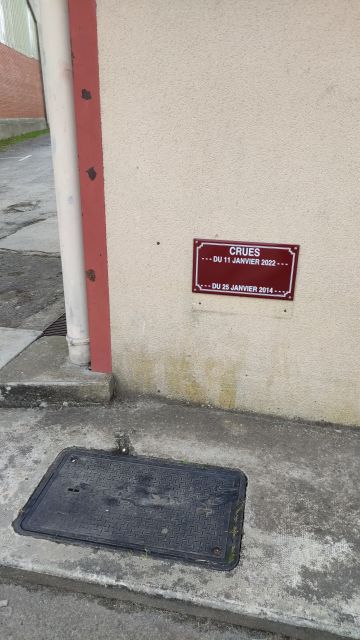 CRUES
--- DU 11 JANVIER 2022 ---
--- DU 25 JANVIER 2014 ---